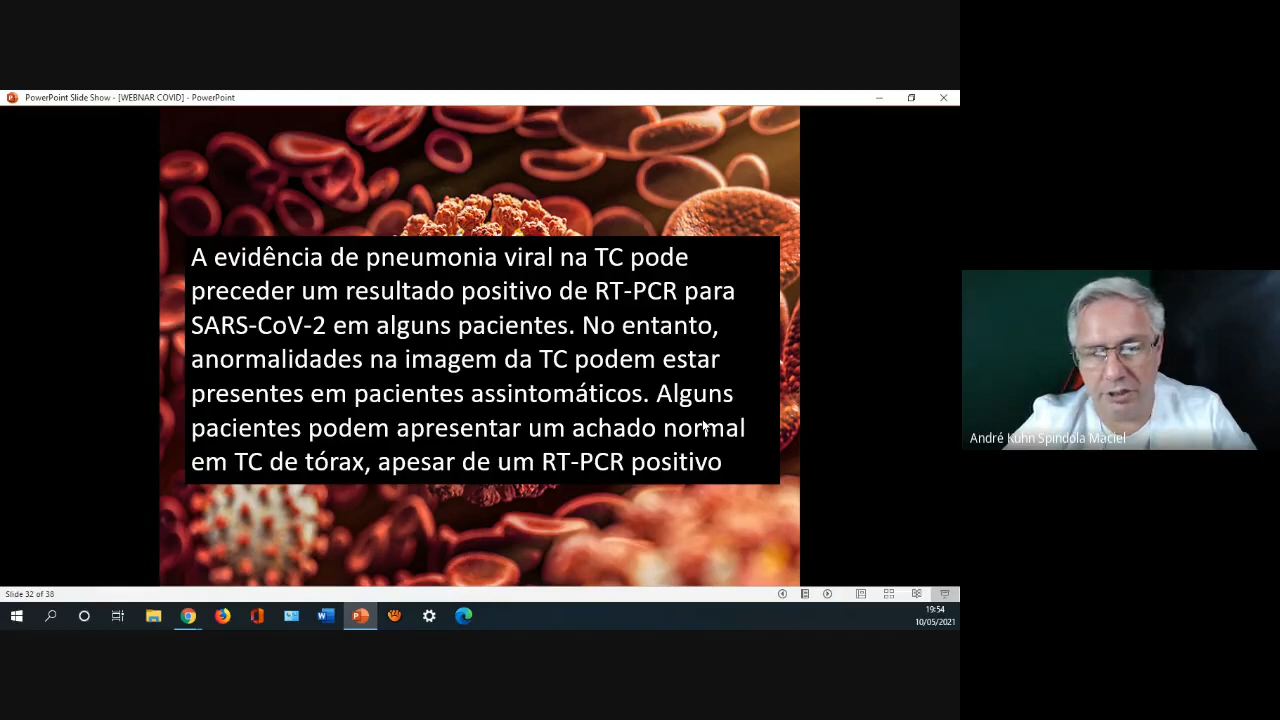 PowerPoint Slide Show - [WEBNAR COVID] - PowerPoint
A evidência de pneumonia viral na TC pode
preceder um resultado positivo de RT-PCR para
SARS-CoV-2 em alguns pacientes. No entanto,
anormalidades na imagem da TC podem estar
presentes em pacientes assintomáticos. Alguns
pacientes podem apresentar um achado normal
em TC de tórax, apesar de um RT-PCR positivo
André Kuhn Spindola Maciel
Slide 32 of 38
19:54
10/05/2021